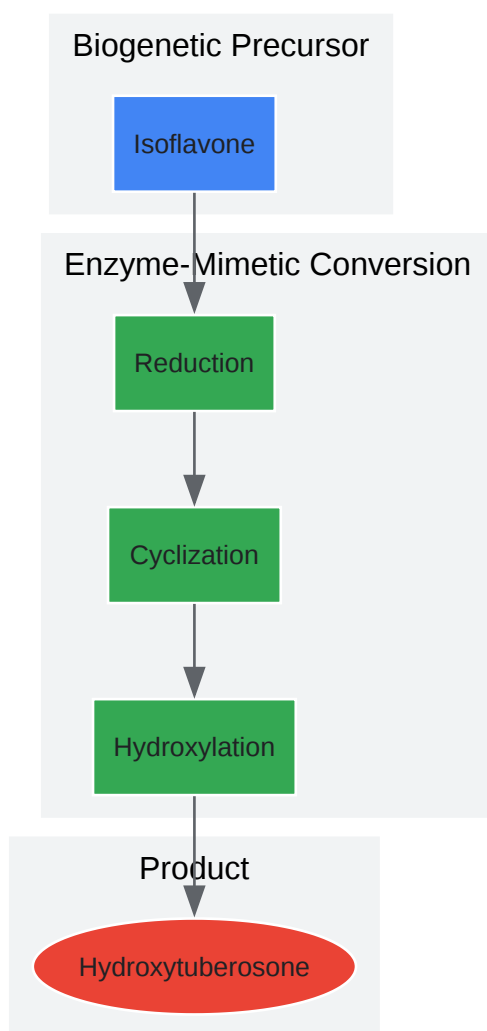 Biogenetic Precursor
Isoflavone
Enzyme-Mimetic Conversion
Reduction
Cyclization
Hydroxylation
Product
Hydroxytuberosone